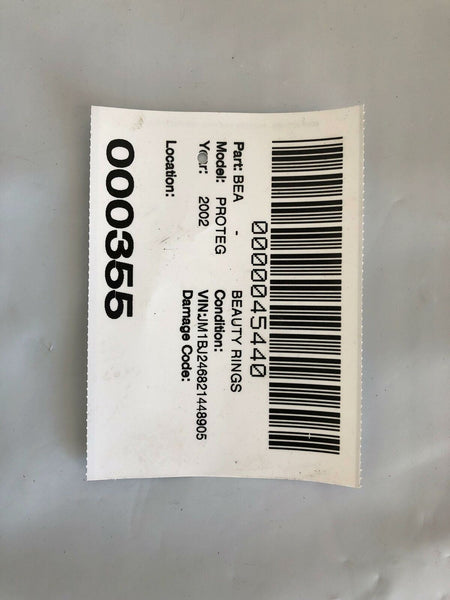 0000045440
Part: BEA - BEAUTY RINGS
Model: PROTEG Condition:
Year: 2002 VIN:JM1BJ246821448905
Damage Code:
Location:
000355